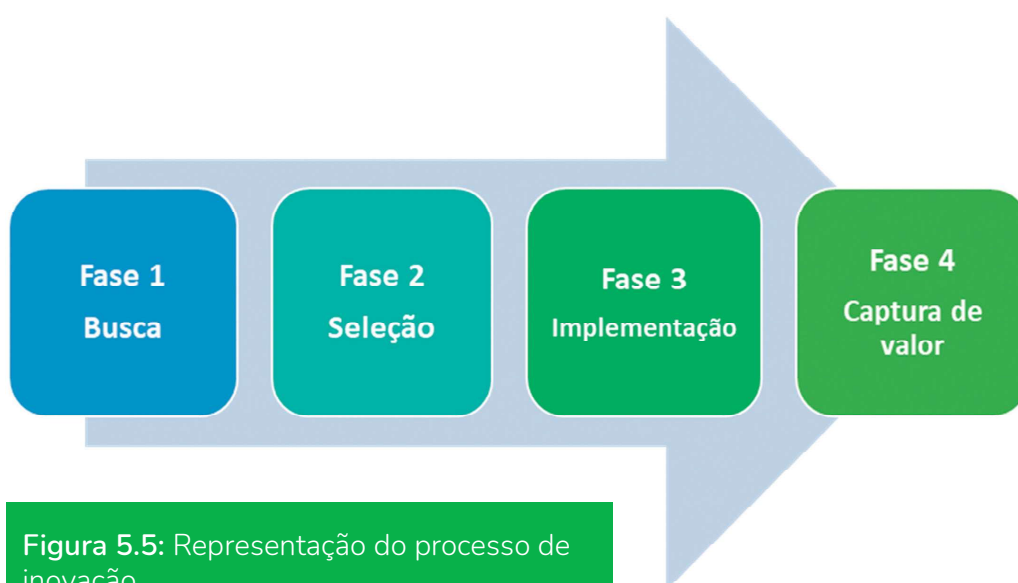 Fase 1
Busca
Fase 2
Seleção
Fase 3
Implementação
Fase 4
Captura de
valor
Figura 5.5: Representação do processo de
inovação